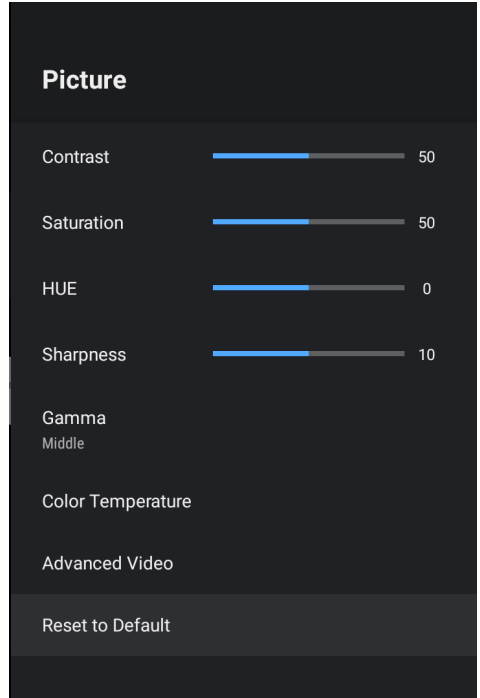 Picture
Contrast 50
Saturation 50
HUE 0
Sharpness 10
Gamma
Middle
Color Temperature
Advanced Video
Reset to Default